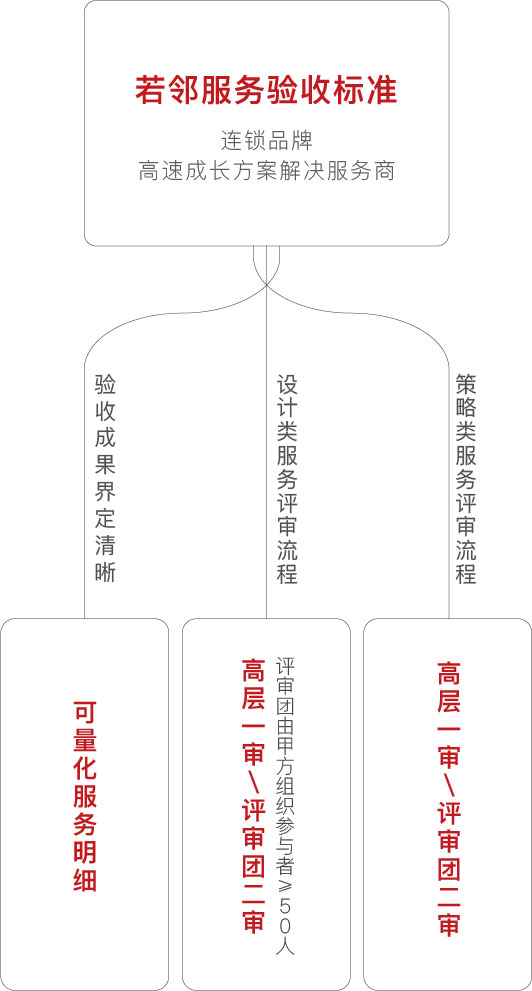 若邻服务验收标准
连锁品牌
高速成长方案解决服务商
验收成果界定清晰
设计类服务评审流程
策略类服务评审流程
可量化服务明细
高层一审\评审团二审
评审团由甲方组织参与者≥50人
高层一审\评审团二审